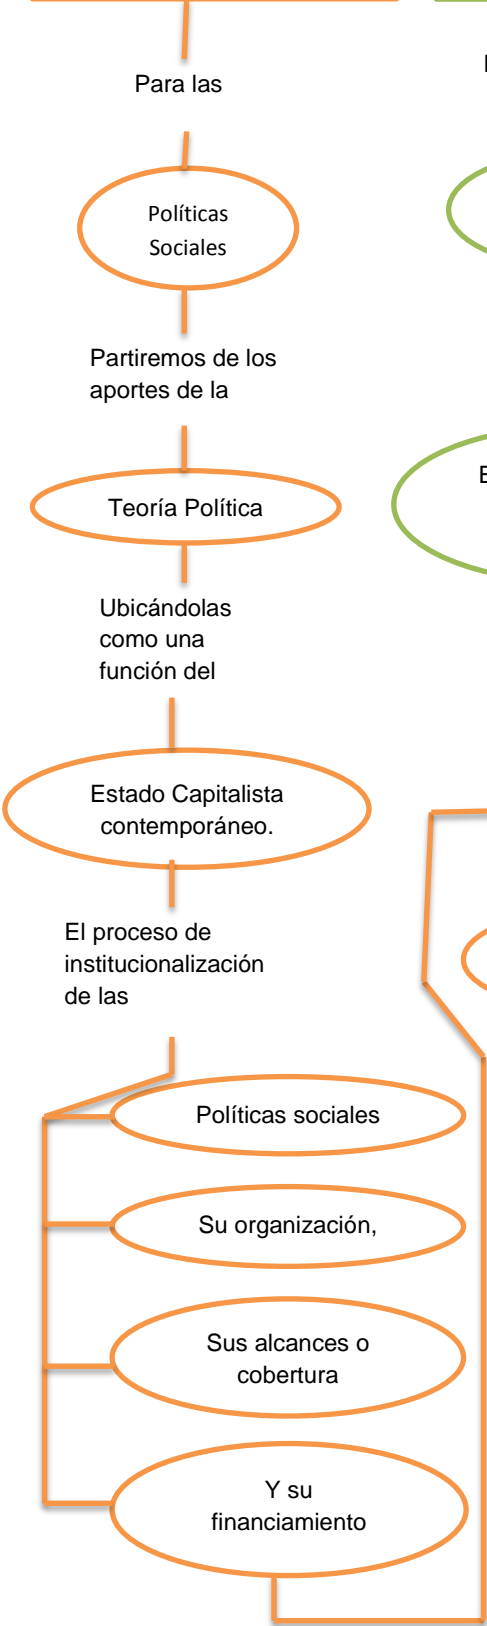 Para las
Políticas
Sociales
Partiremos de los
aportes de la
Teoría Política
Ubicándolas
como una
función del
Estado Capitalista
contemporáneo.
El proceso de
institucionalización
de las
Políticas sociales
Su organización,
Sus alcances o
cobertura
Y su
financiamiento